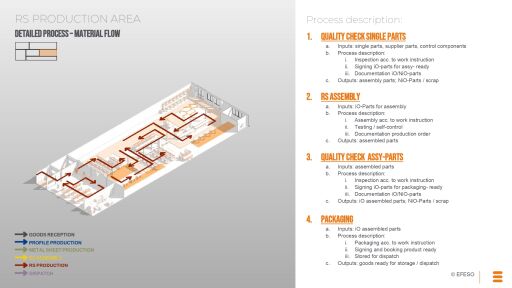 RS PRODUCTION AREA
DETAILED PROCESS – MATERIAL FLOW
GOODS RECEPTION
PROFILE PRODUCTION
METAL SHEET PRODUCTION
RS PRODUCTION
DISPATCH
Process description:
1. QUALITY CHECK SINGLE PARTS
a. Inputs: single parts, supplier parts, control components
b. Process description:
i. Inspection acc. to work instruction
ii. Signing iO-parts for assy- ready
iii. Documentation iO/NiO-parts
c. Outputs: assembly parts, NiO-Parts / scrap
2. RS ASSEMBLY
a. Inputs: iO-Parts for assembly
b. Process description:
i. Assembly acc. to work instruction
ii. Testing / self-control
iii. Documentation production order
c. Outputs: assembled parts
3. QUALITY CHECK ASSY-PARTS
a. Inputs: assembled parts
b. Process description:
i. Inspection acc. to work instruction
ii. Signing iO-parts for packaging- ready
iii. Documentation iO/NiO-parts
c. Outputs: iO assembled parts, NiO-Parts / scrap
4. PACKAGING
a. Inputs: iO assembled parts
b. Process description:
i. Packaging acc. to work instruction
ii. Signing and booking product ready
iii. Stored for dispatch
c. Outputs: goods ready for storage / dispatch
© EFESO